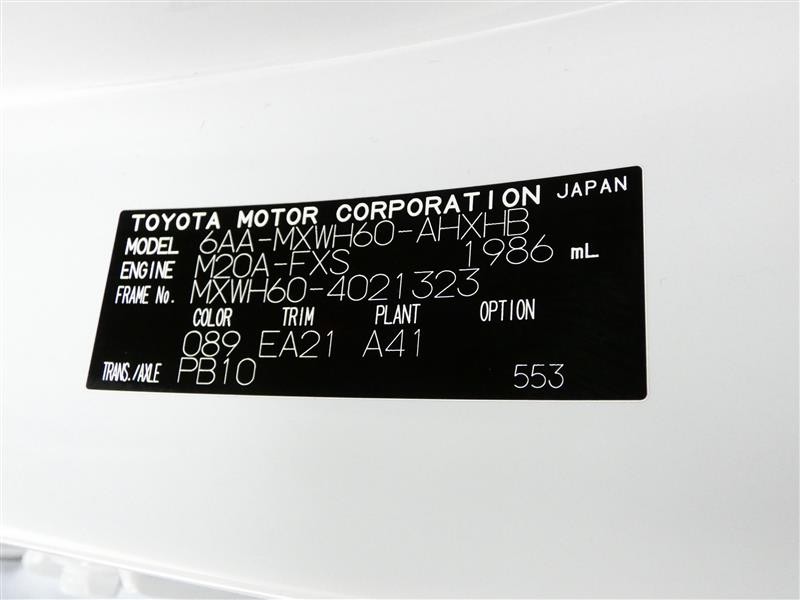 TOYOTA MOTOR CORPORATION JAPAN
MODEL 6AA-MXWH60-AHXHB
ENGINE M20A-FXS 1986 mL
FRAME No. MXWH60-4021323
COLOR TRIM PLANT OPTION
089 EA21 A41
TRANS./AXLE PB10 553